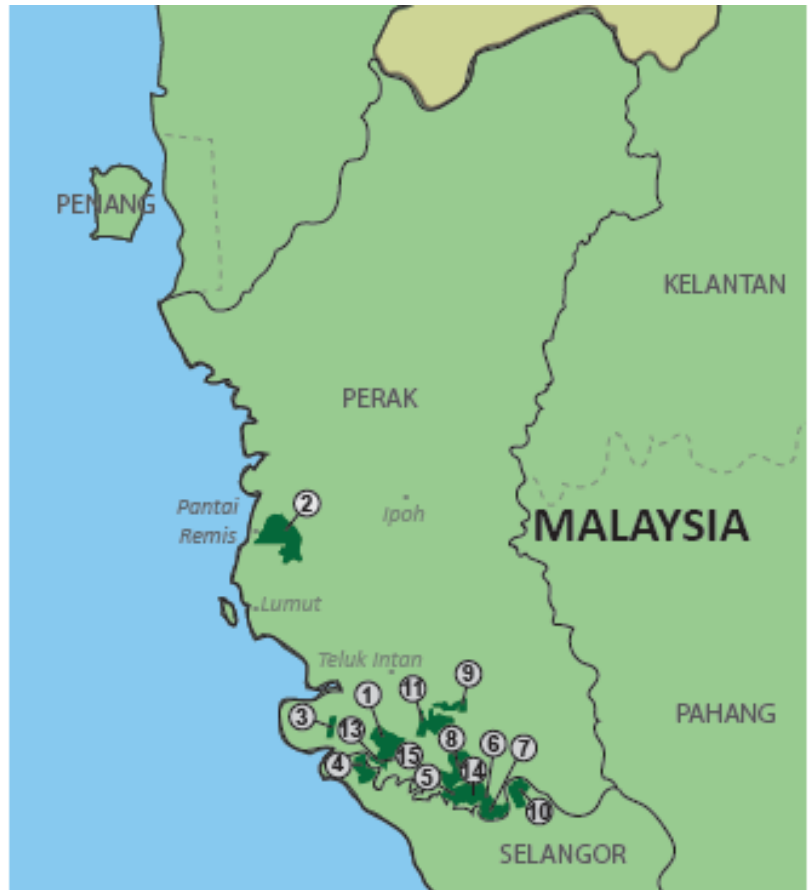 PENANG
KELANTAN
PERAK
Pantai
Remis
2
Ipoh
MALAYSIA
Lumut
Teluk Intan
9
11
1
3
13
PAHANG
8
6
7
15
4
5
14
10
SELANGOR